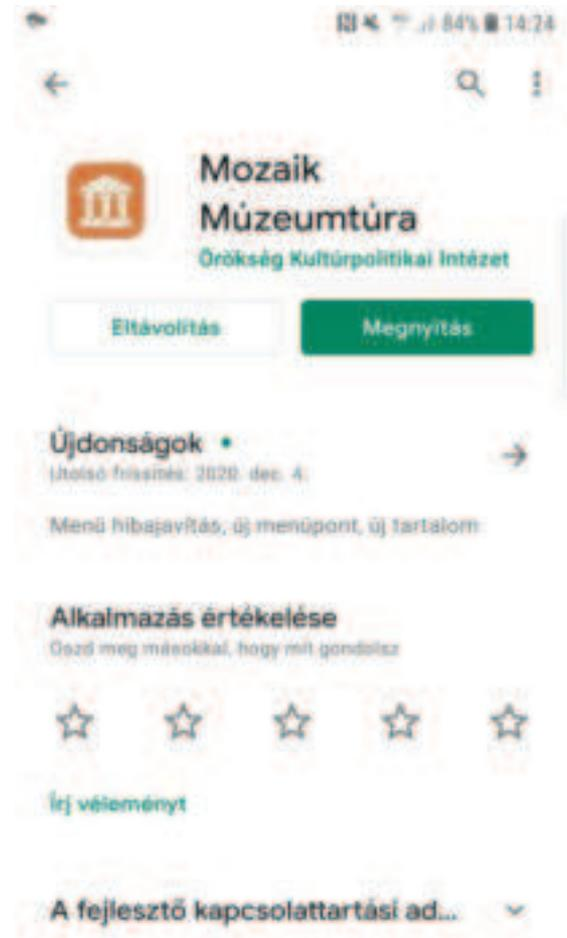 84% 14:24
Mozaik
Múzeumtúra
Örökség Kultúrpolitikai Intézet
Eltávolítás
Megnyitás
Újdonságok
Utolsó frissítés: 2020. dec. 4.
Menü hibajavítás, új menüpont, új tartalom
Alkalmazás értékelése
Oszd meg másokkal, hogy mit gondolsz
Írj véleményt
A fejlesztő kapcsolattartási ad...